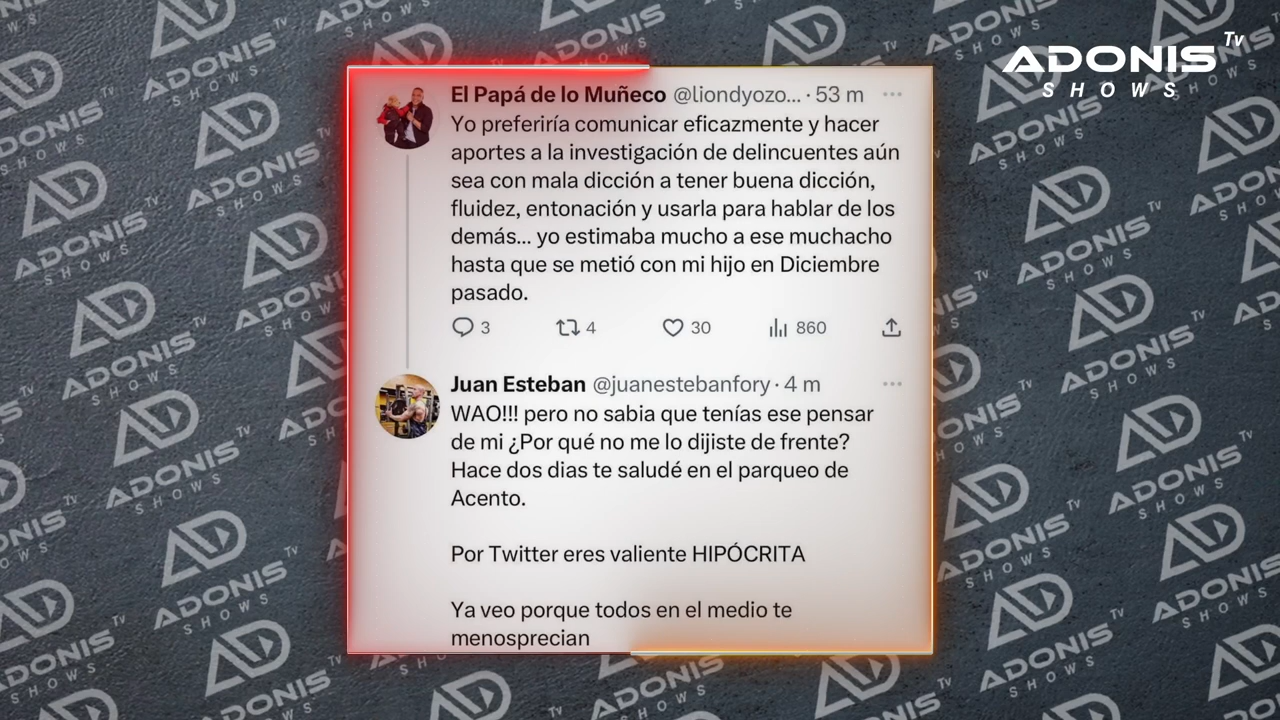 ADONIS Tv
SHOWS
El Papá de lo Muñeco @liondyozo... · 53 m
Yo preferiría comunicar eficazmente y hacer
aportes a la investigación de delincuentes aún
sea con mala dicción a tener buena dicción,
fluidez, entonación y usarla para hablar de los
demás... yo estimaba mucho a ese muchacho
hasta que se metió con mi hijo en Diciembre
pasado.
3 4 30 860
Juan Esteban @juanestebanfory · 4 m
WAO!!! pero no sabia que tenías ese pensar
de mi ¿Por qué no me lo dijiste de frente?
Hace dos dias te saludé en el parqueo de
Acento.
Por Twitter eres valiente HIPÓCRITA
Ya veo porque todos en el medio te
menosprecian